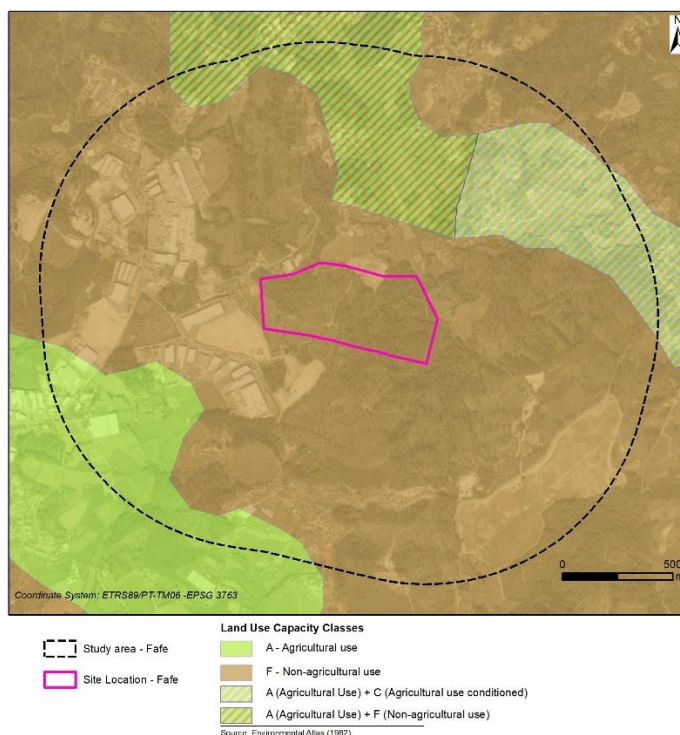 N
0 500
m
Coordinate System: ETRS89/PT-TM06 -EPSG 3763
Land Use Capacity Classes
Study area - Fafe
A - Agricultural use
F - Non-agricultural use
Site Location - Fafe
A (Agricultural Use) + C (Agricultural use conditioned)
A (Agricultural Use) + F (Non-agricultural use)
Source: Environmental Atlas (1982)